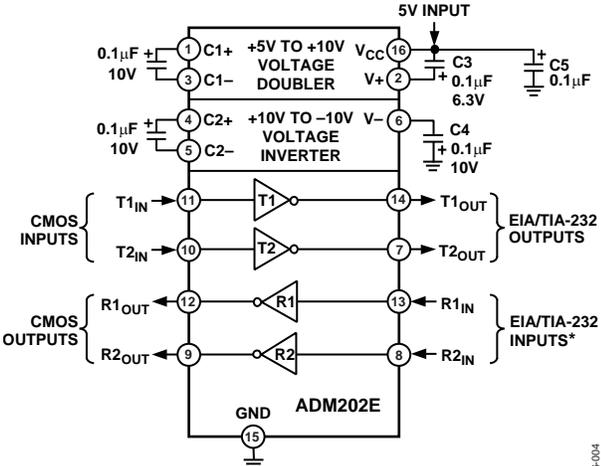 5V INPUT
0.1µF
10V
+
1
C1+
3
C1–
+5V TO +10V
VOLTAGE
DOUBLER
VCC
16
V+
2
+
C3
0.1µF
6.3V
+
C5
0.1µF
0.1µF
10V
+
4
C2+
5
C2–
+10V TO –10V
VOLTAGE
INVERTER
V–
6
C4
+
0.1µF
10V
CMOS
INPUTS
T1IN
11
T1
14
T1OUT
T2IN
10
T2
7
T2OUT
EIA/TIA-232
OUTPUTS
CMOS
OUTPUTS
R1OUT
12
R1
13
R1IN
R2OUT
9
R2
8
R2IN
EIA/TIA-232
INPUTS*
GND
15
ADM202E